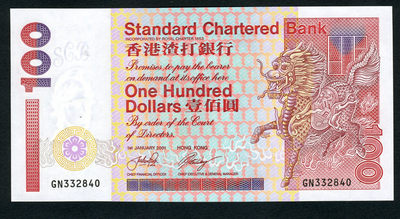 Standard Chartered Bank
INCORPORATED BY ROYAL CHARTER 1853
香港渣打銀行
Promises to pay the bearer
on demand at its office here
One Hundred
Dollars 壹佰圓
By order of the Court
of Directors.
1st JANUARY 2001 HONG KONG
CHIEF FINANCIAL OFFICER CHIEF EXECUTIVE & GENERAL MANAGER
GN332840
GN332840
100
100
SCB